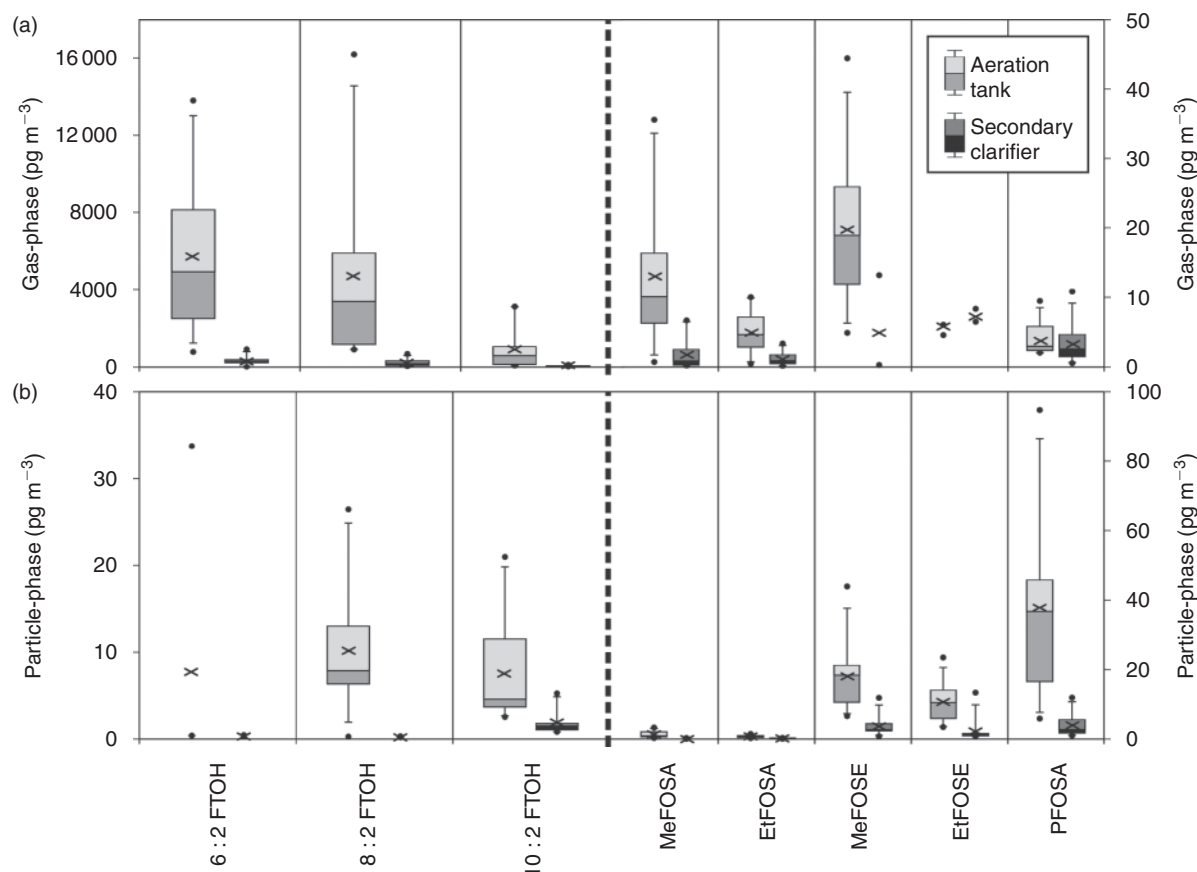 (a)
Gas-phase (pg m−3)
16 000
12 000
8000
4000
0
50
40
30
20
10
0
Gas-phase (pg m−3)
Aeration
tank
Secondary
clarifier
(b)
Particle-phase (pg m−3)
40
30
20
10
0
100
80
60
40
20
0
Particle-phase (pg m−3)
6 : 2 FTOH
8 : 2 FTOH
10 : 2 FTOH
MeFOSA
EtFOSA
MeFOSE
EtFOSE
PFOSA